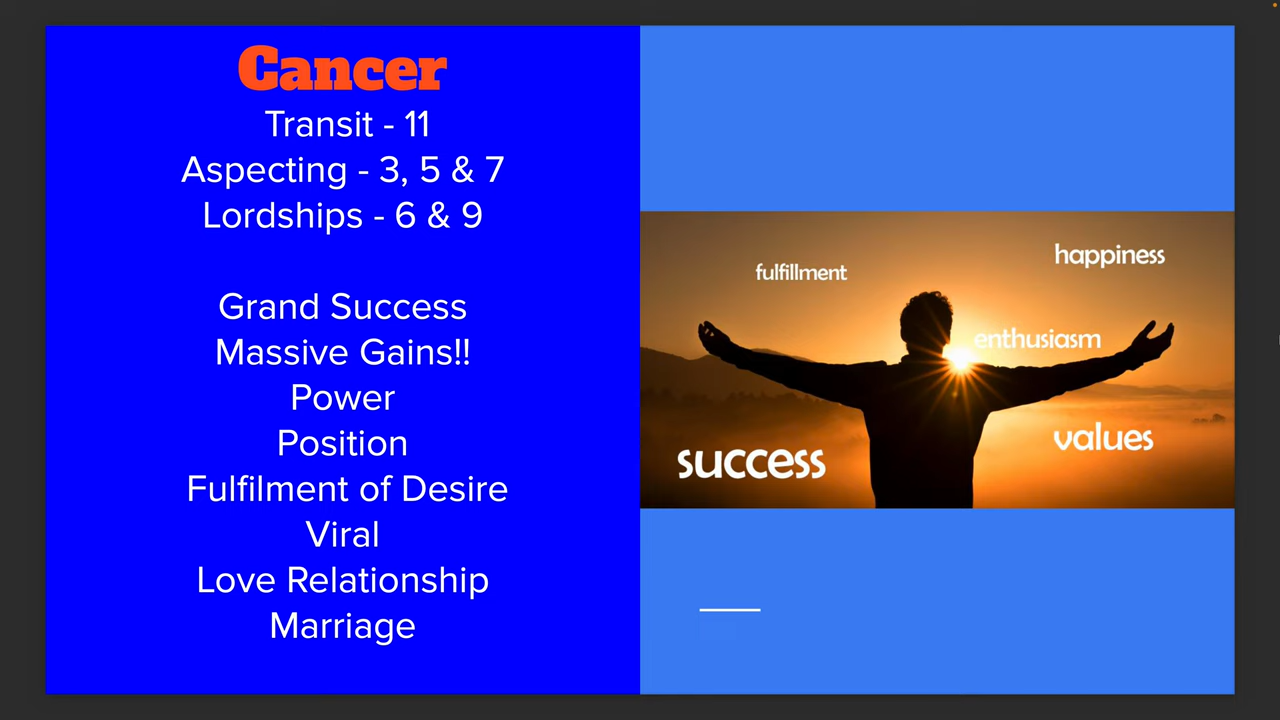 Cancer
Transit - 11
Aspecting - 3, 5 & 7
Lordships - 6 & 9
Grand Success
Massive Gains!!
Power
Position
Fulfilment of Desire
Viral
Love Relationship
Marriage
fulfillment
happiness
enthusiasm
values
success